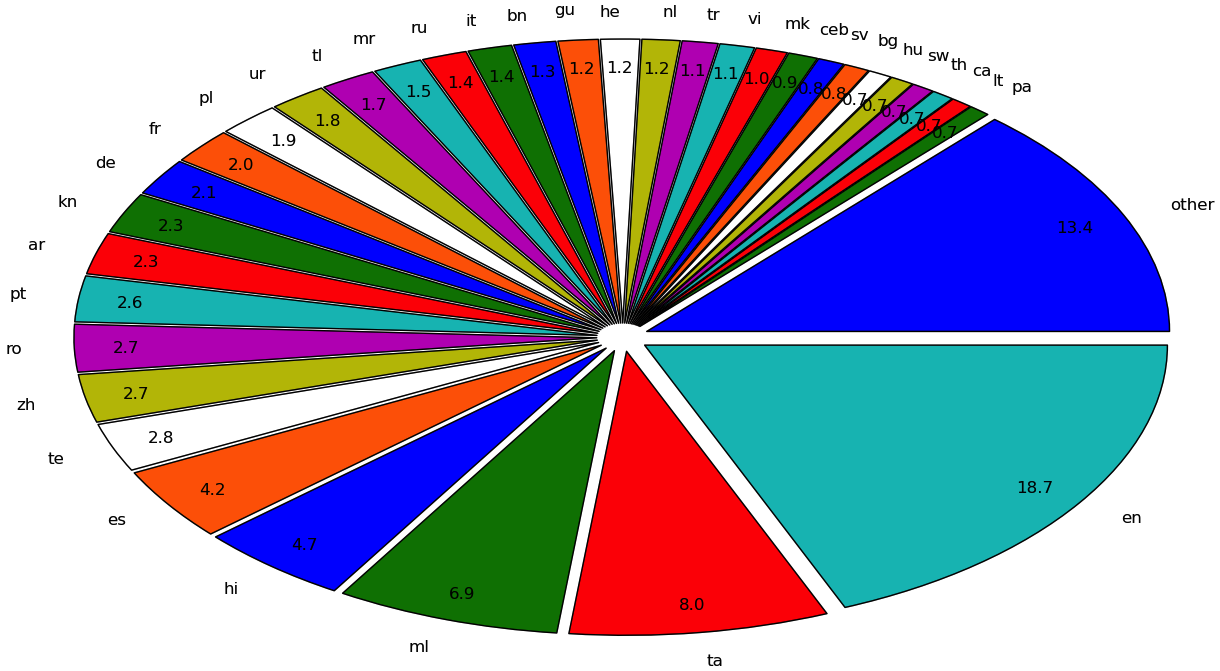 other
13.4
pa
0.7
lt
0.7
ca
0.7
th
0.7
sw
0.7
hu
0.7
bg
0.8
sv
0.8
ceb
0.9
mk
1.0
vi
1.1
tr
1.1
nl
1.2
he
1.2
gu
1.2
bn
1.3
it
1.4
ru
1.4
mr
1.5
tl
1.7
ur
1.8
pl
1.9
fr
2.0
de
2.1
kn
2.3
ar
2.3
pt
2.6
ro
2.7
zh
2.7
te
2.8
es
4.2
hi
4.7
ml
6.9
ta
8.0
en
18.7